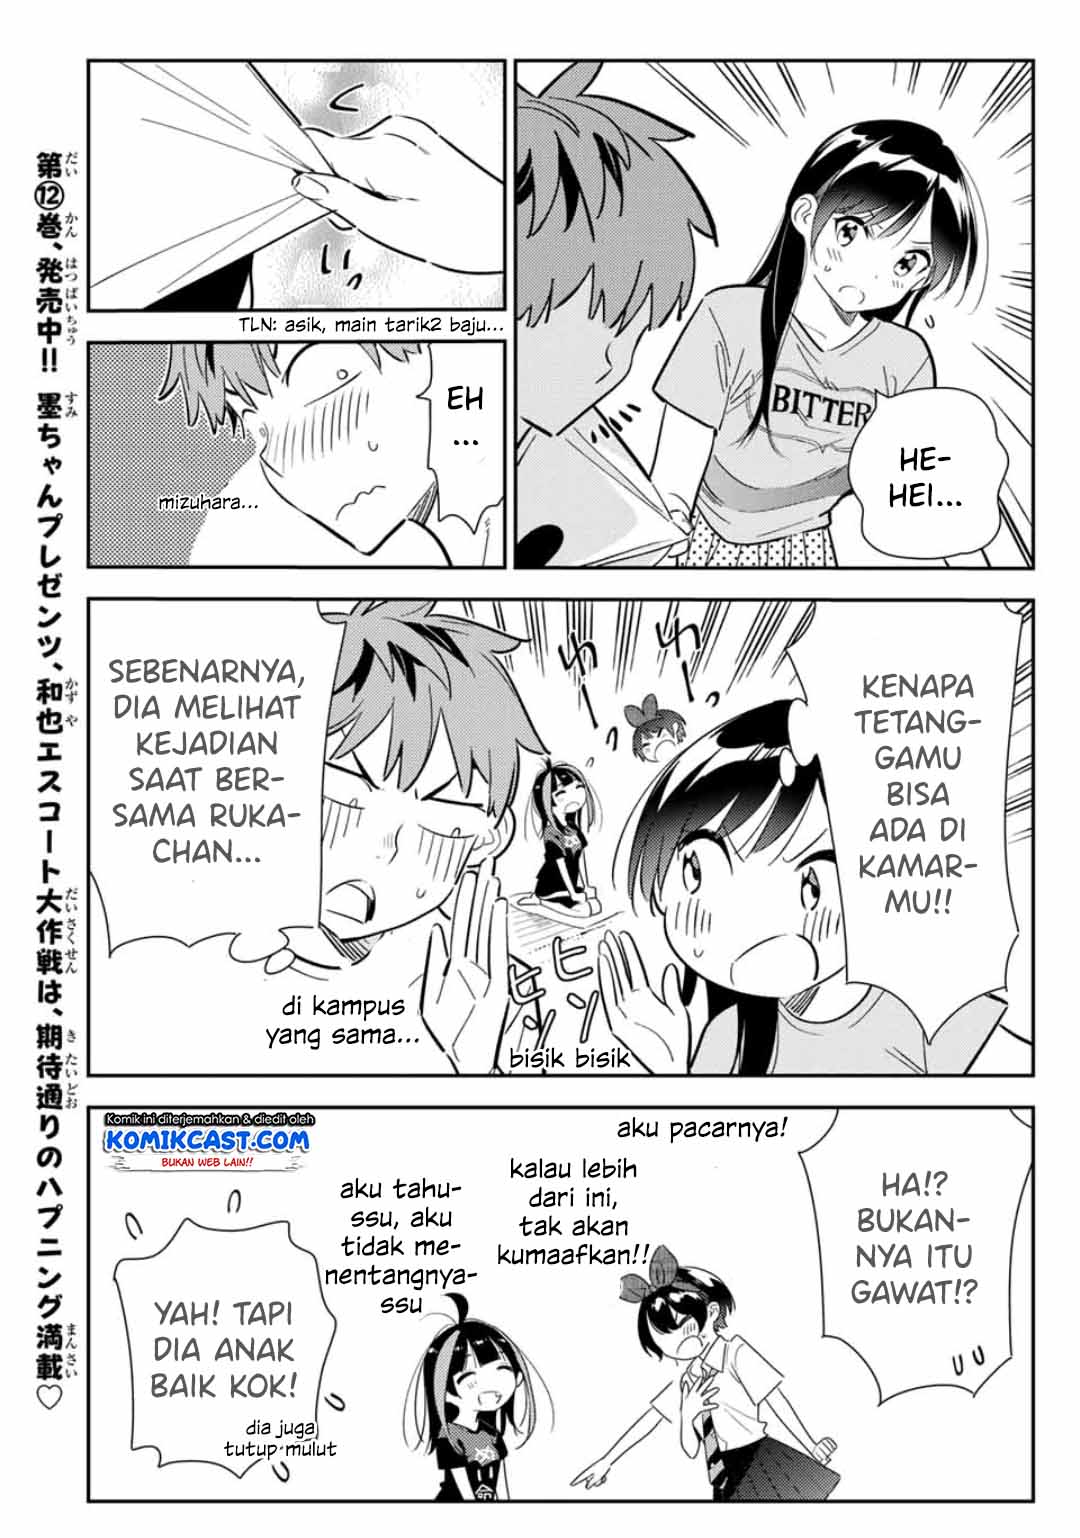 HE-
HEI...
BITTER
TLN: asik, main tarik2 baju...
EH
...
mizuhara...
KENAPA
TETANG-
GAMU
BISA
ADA DI
KAMAR-
MU!!
SEBENARNYA,
DIA MELIHAT
KEJADIAN
SAAT BER-
SAMA RUKA-
CHAN...
di kampus
yang sama...
ヒソ
ヒソ
bisik bisik
HA!?
BUKAN-
NYA ITU
GAWAT!?
aku pacarnya!
kalau lebih
dari ini,
tak akan
kumaafkan!!
aku tahu-
ssu, aku
tidak me-
nentangnya-
ssu
YAH! TAPI
DIA ANAK
BAIK KOK!
dia juga
tutup mulut
命
Komik ini diterjemahkan & diedit oleh
KOMIKCAST.COM
BUKAN WEB LAIN!!
第⑫巻、発売中!! 墨ちゃんプレゼンツ、和也エスコート大作戦は、期待通りのハプニング満載♡